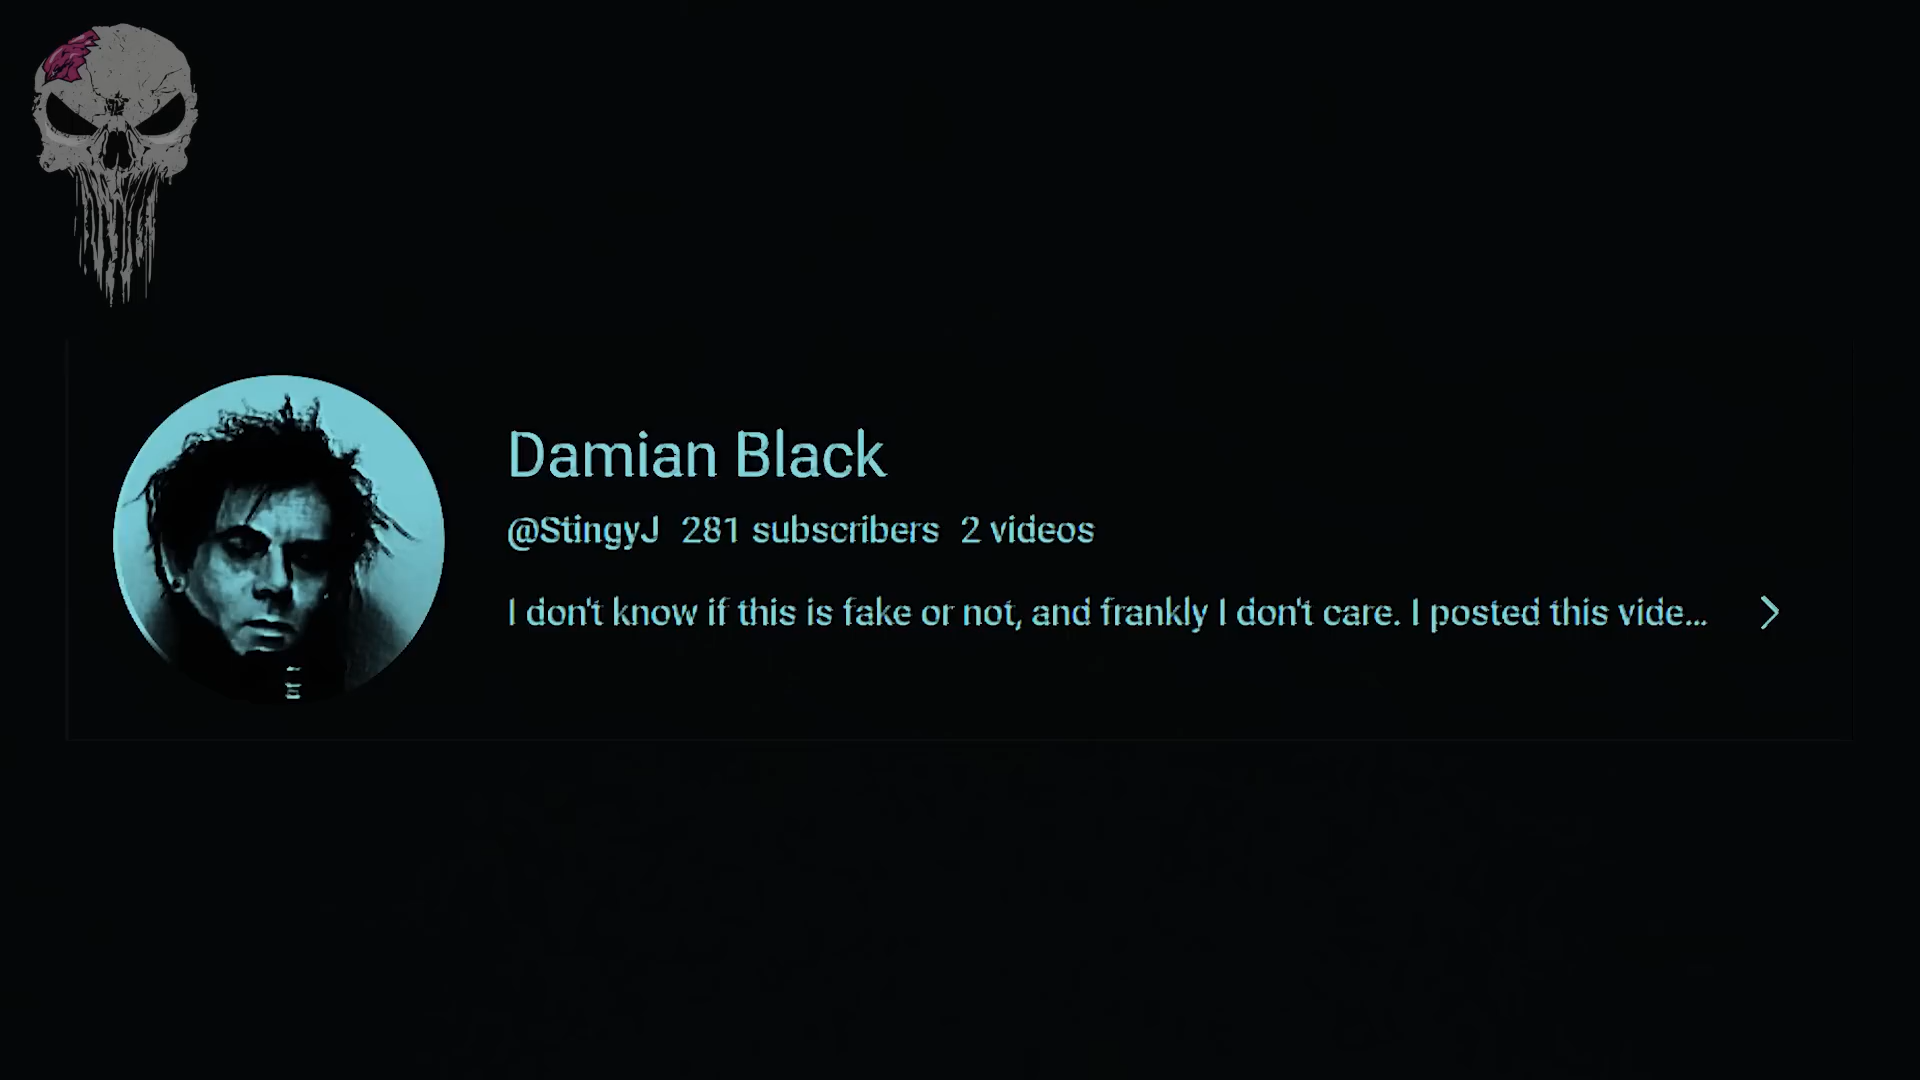 Damian Black
@StingyJ 281 subscribers 2 videos
I don't know if this is fake or not, and frankly I don't care. I posted this vide...